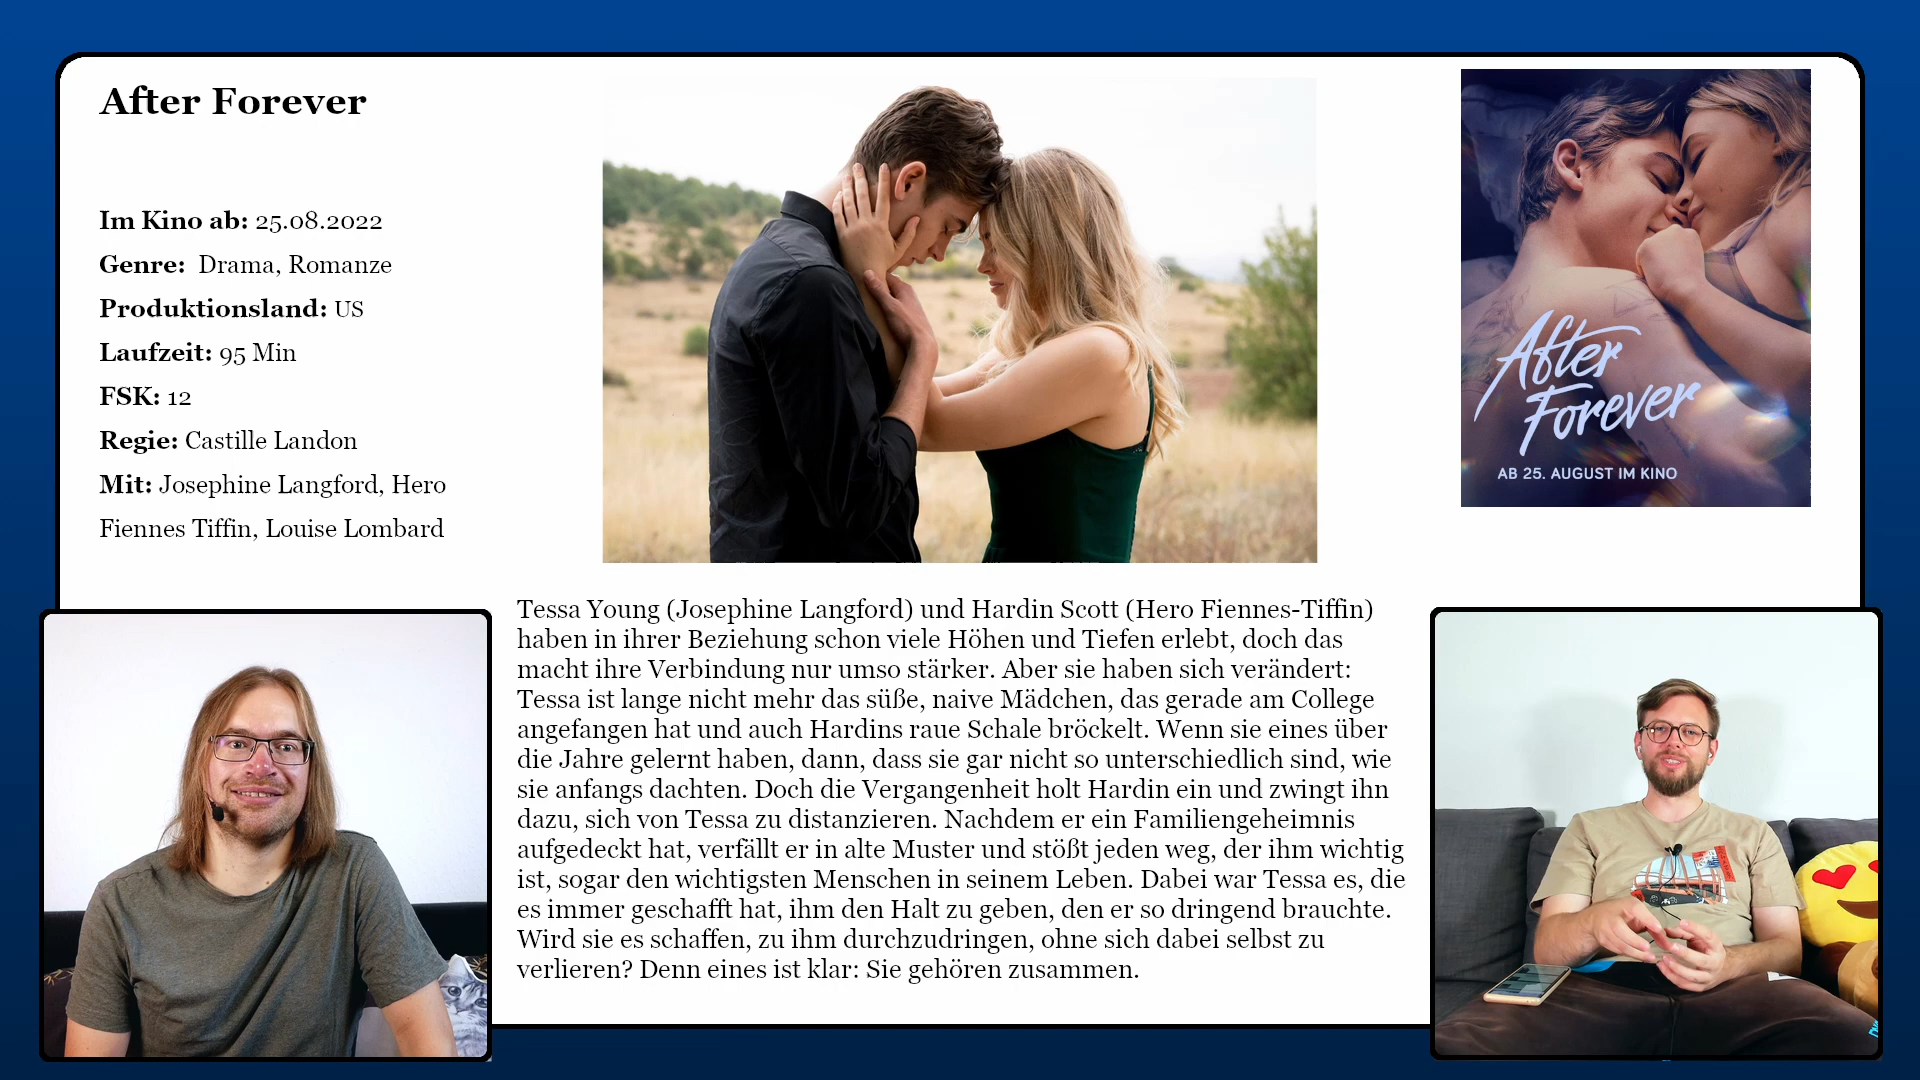 After Forever
Im Kino ab: 25.08.2022
Genre: Drama, Romanze
Produktionsland: US
Laufzeit: 95 Min
FSK: 12
Regie: Castille Landon
Mit: Josephine Langford, Hero
Fiennes Tiffin, Louise Lombard
After
Forever
AB 25. AUGUST IM KINO
Tessa Young (Josephine Langford) und Hardin Scott (Hero Fiennes-Tiffin)
haben in ihrer Beziehung schon viele Höhen und Tiefen erlebt, doch das
macht ihre Verbindung nur umso stärker. Aber sie haben sich verändert:
Tessa ist lange nicht mehr das süße, naive Mädchen, das gerade am College
angefangen hat und auch Hardins raue Schale bröckelt. Wenn sie eines über
die Jahre gelernt haben, dann, dass sie gar nicht so unterschiedlich sind, wie
sie anfangs dachten. Doch die Vergangenheit holt Hardin ein und zwingt ihn
dazu, sich von Tessa zu distanzieren. Nachdem er ein Familiengeheimnis
aufgedeckt hat, verfällt er in alte Muster und stößt jeden weg, der ihm wichtig
ist, sogar den wichtigsten Menschen in seinem Leben. Dabei war Tessa es, die
es immer geschafft hat, ihm den Halt zu geben, den er so dringend brauchte.
Wird sie es schaffen, zu ihm durchzudringen, ohne sich dabei selbst zu
verlieren? Denn eines ist klar: Sie gehören zusammen.